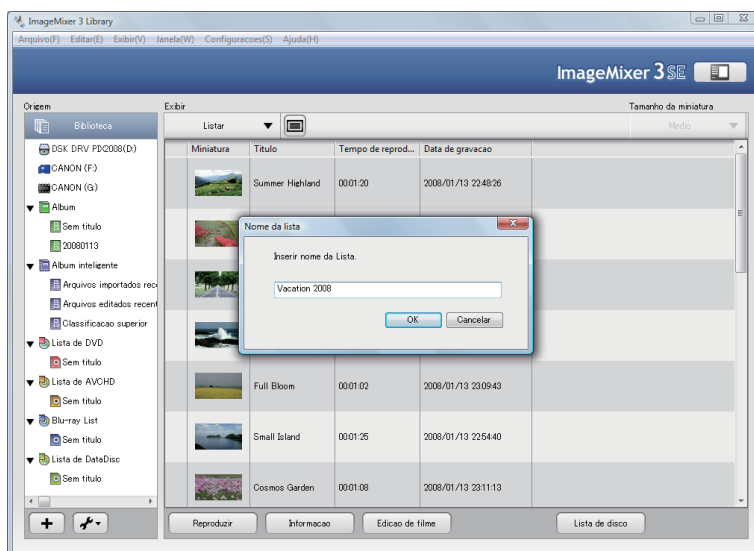 ImageMixer 3 Library
Arquivo(F) Editar(E) Exibir(V) Janela(W) Configuracoes(S) Ajuda(H)
ImageMixer 3 SE
Origem Exibir Tamanho da miniatura
Biblioteca Listar Medio
DSK DRV PDX2008(D:) Miniatura Titulo Tempo de reprod... Data de gravacao
CANON (F:)
CANON (G:) Summer Highland 00:01:20 2008/01/13 22:48:26
Album
Sem titulo
20080113 Nome da lista
Album inteligente Inserir nome da Lista.
Arquivos importados rec
Arquivos editados recent Vacation 2008
Classificacao superior OK Cancelar
Lista de DVD
Sem titulo
Lista de AVCHD Full Bloom 00:01:02 2008/01/13 23:09:43
Sem titulo
Blu-ray List
Sem titulo Small Island 00:01:25 2008/01/13 22:54:40
Lista de DataDisc
Sem titulo Cosmos Garden 00:01:08 2008/01/13 23:11:13
Reproduzir Informacao Edicao de filme Lista de disco